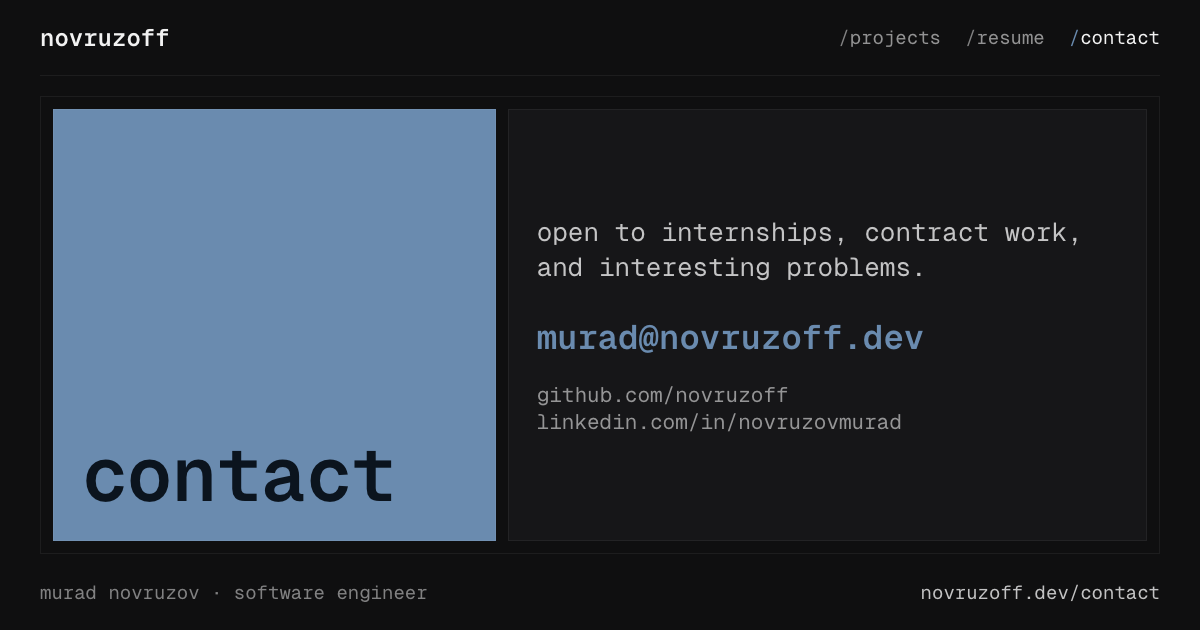 novruzoff
/projects /resume /contact
contact
open to internships, contract work,
and interesting problems.
murad@novruzoff.dev
github.com/novruzoff
linkedin.com/in/novruzovmurad
murad novruzov · software engineer
novruzoff.dev/contact